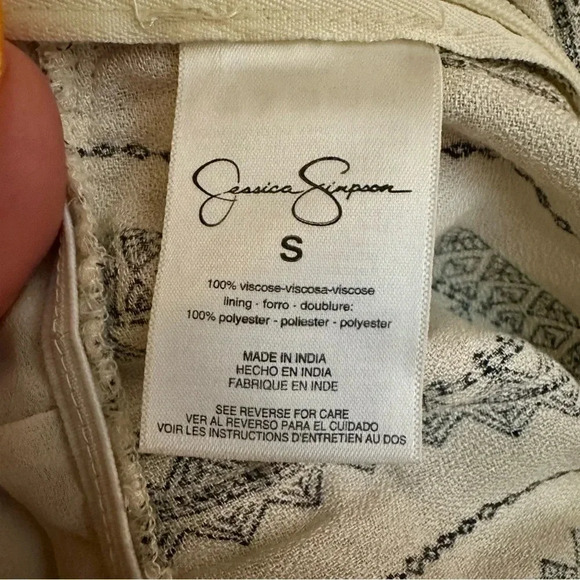 Jessica Simpson
S
100% viscose-viscosa-viscose
lining - forro - doublure:
100% polyester - poliester - polyester
MADE IN INDIA
HECHO EN INDIA
FABRIQUE EN INDE
SEE REVERSE FOR CARE
VER AL REVERSO PARA EL CUIDADO
VOIR LES INSTRUCTIONS D'ENTRETIEN AU DOS